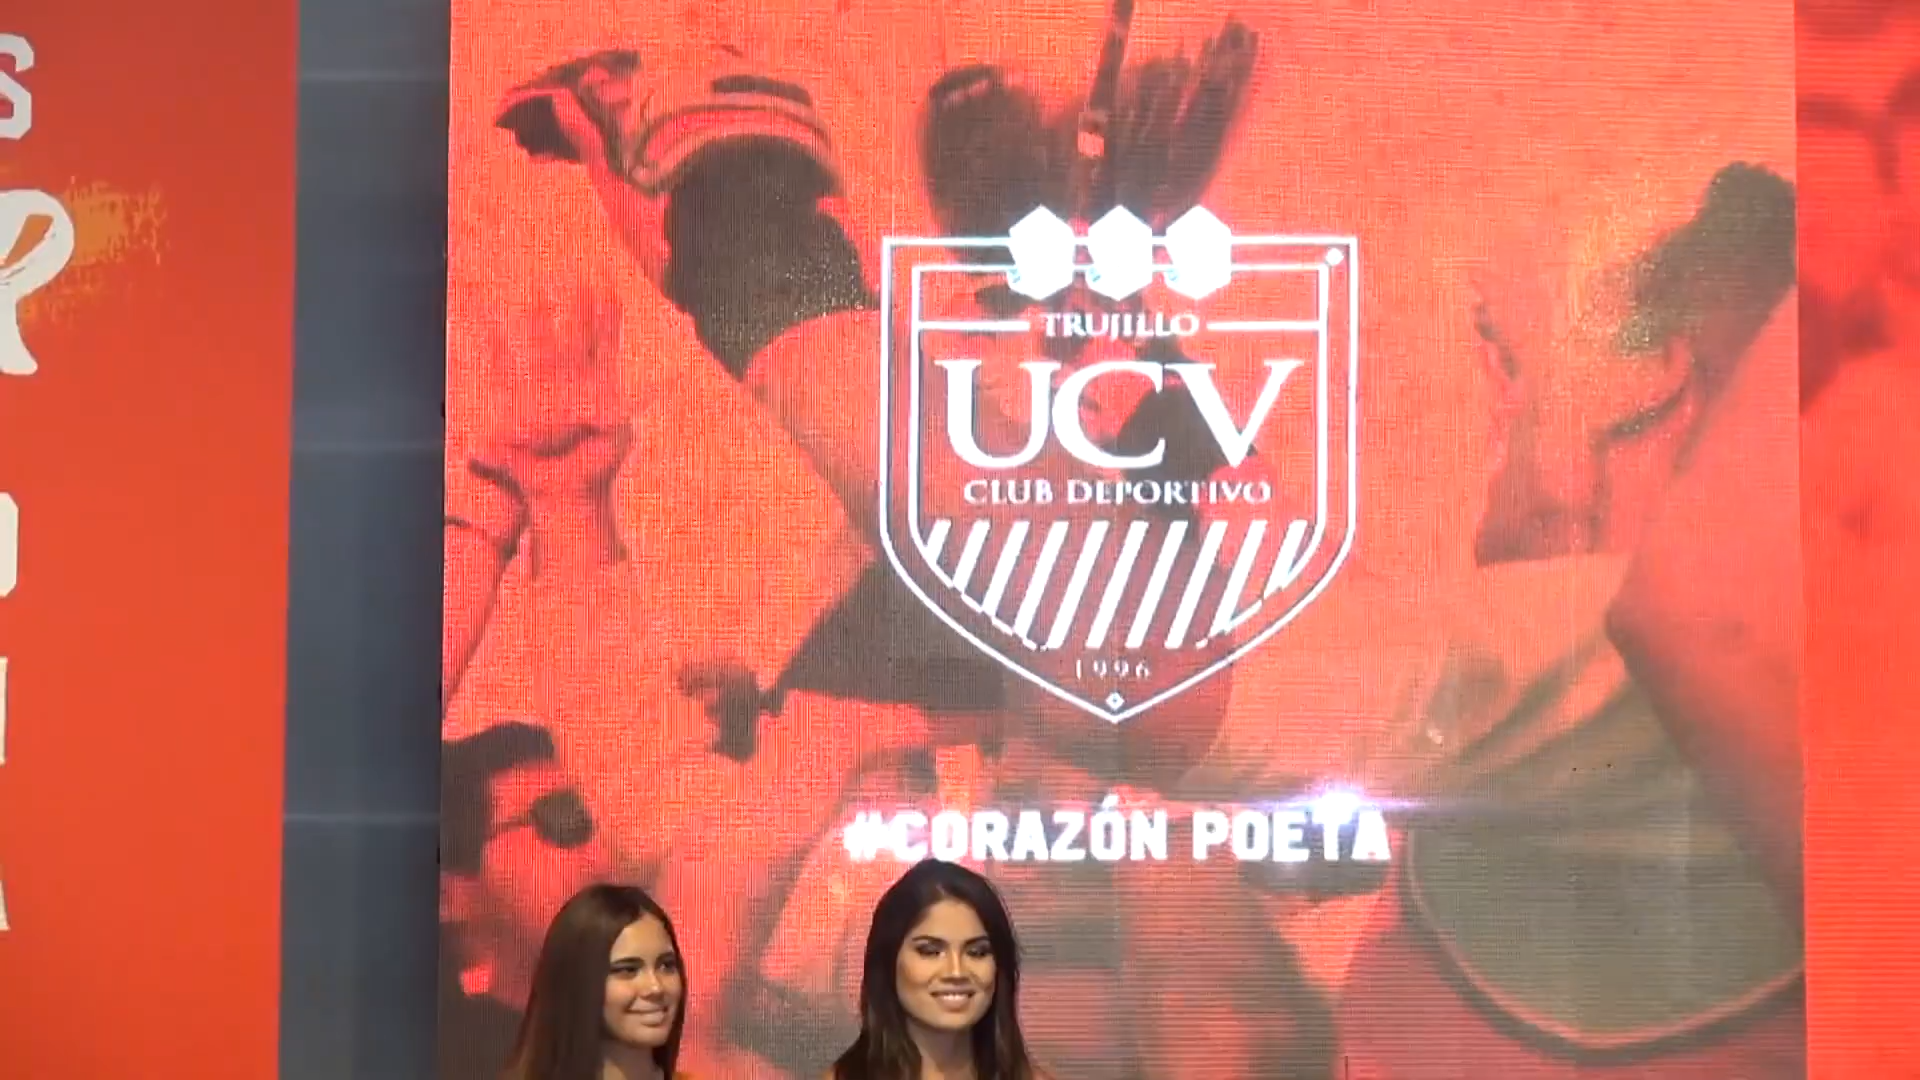 TRUJILLO
UCV
CLUB DEPORTIVO
1996
#CORAZÓN POETA